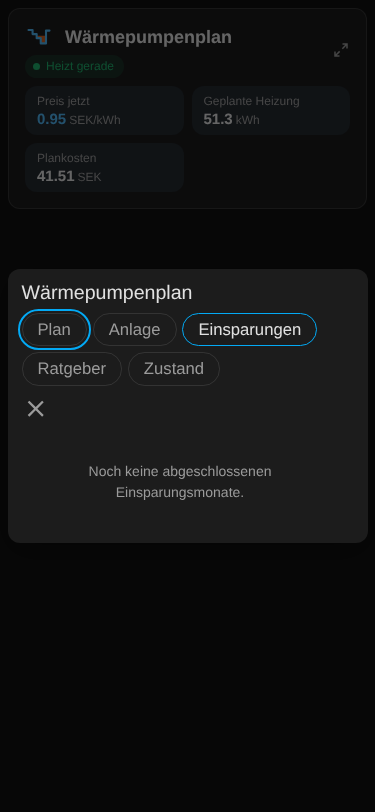 Wärmepumpenplan
Heizt gerade
Preis jetzt
0.95 SEK/kWh
Geplante Heizung
51.3 kWh
Plankosten
41.51 SEK
Wärmepumpenplan
Plan
Anlage
Einsparungen
Ratgeber
Zustand
Noch keine abgeschlossenen
Einsparungsmonate.